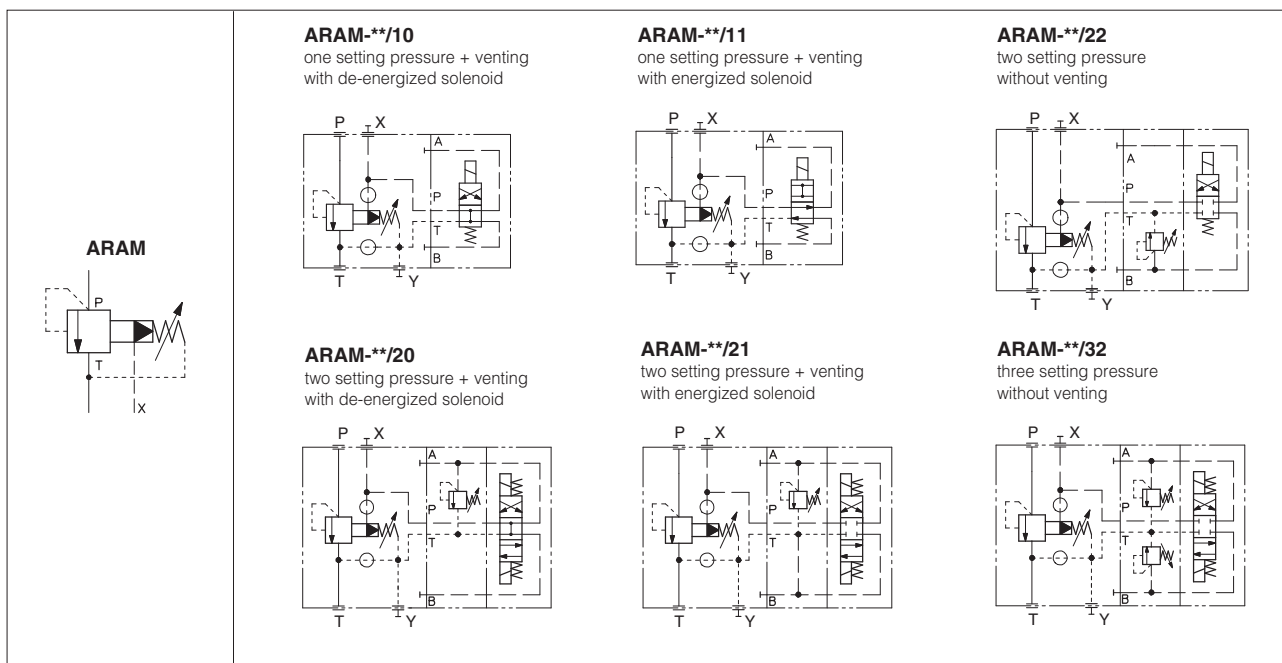 ARAM
P
T
X
ARAM-**/10
one setting pressure + venting
with de-energized solenoid
P X
A
P
T
B
T Y
ARAM-**/11
one setting pressure + venting
with energized solenoid
P X
A
P
T
B
T Y
ARAM-**/22
two setting pressure
without venting
P X
A
P
T
B
T Y
ARAM-**/20
two setting pressure + venting
with de-energized solenoid
P X
A
P
T
B
T Y
ARAM-**/21
two setting pressure + venting
with energized solenoid
P X
A
P
T
B
T Y
ARAM-**/32
three setting pressure
without venting
P X
A
P
T
B
T Y